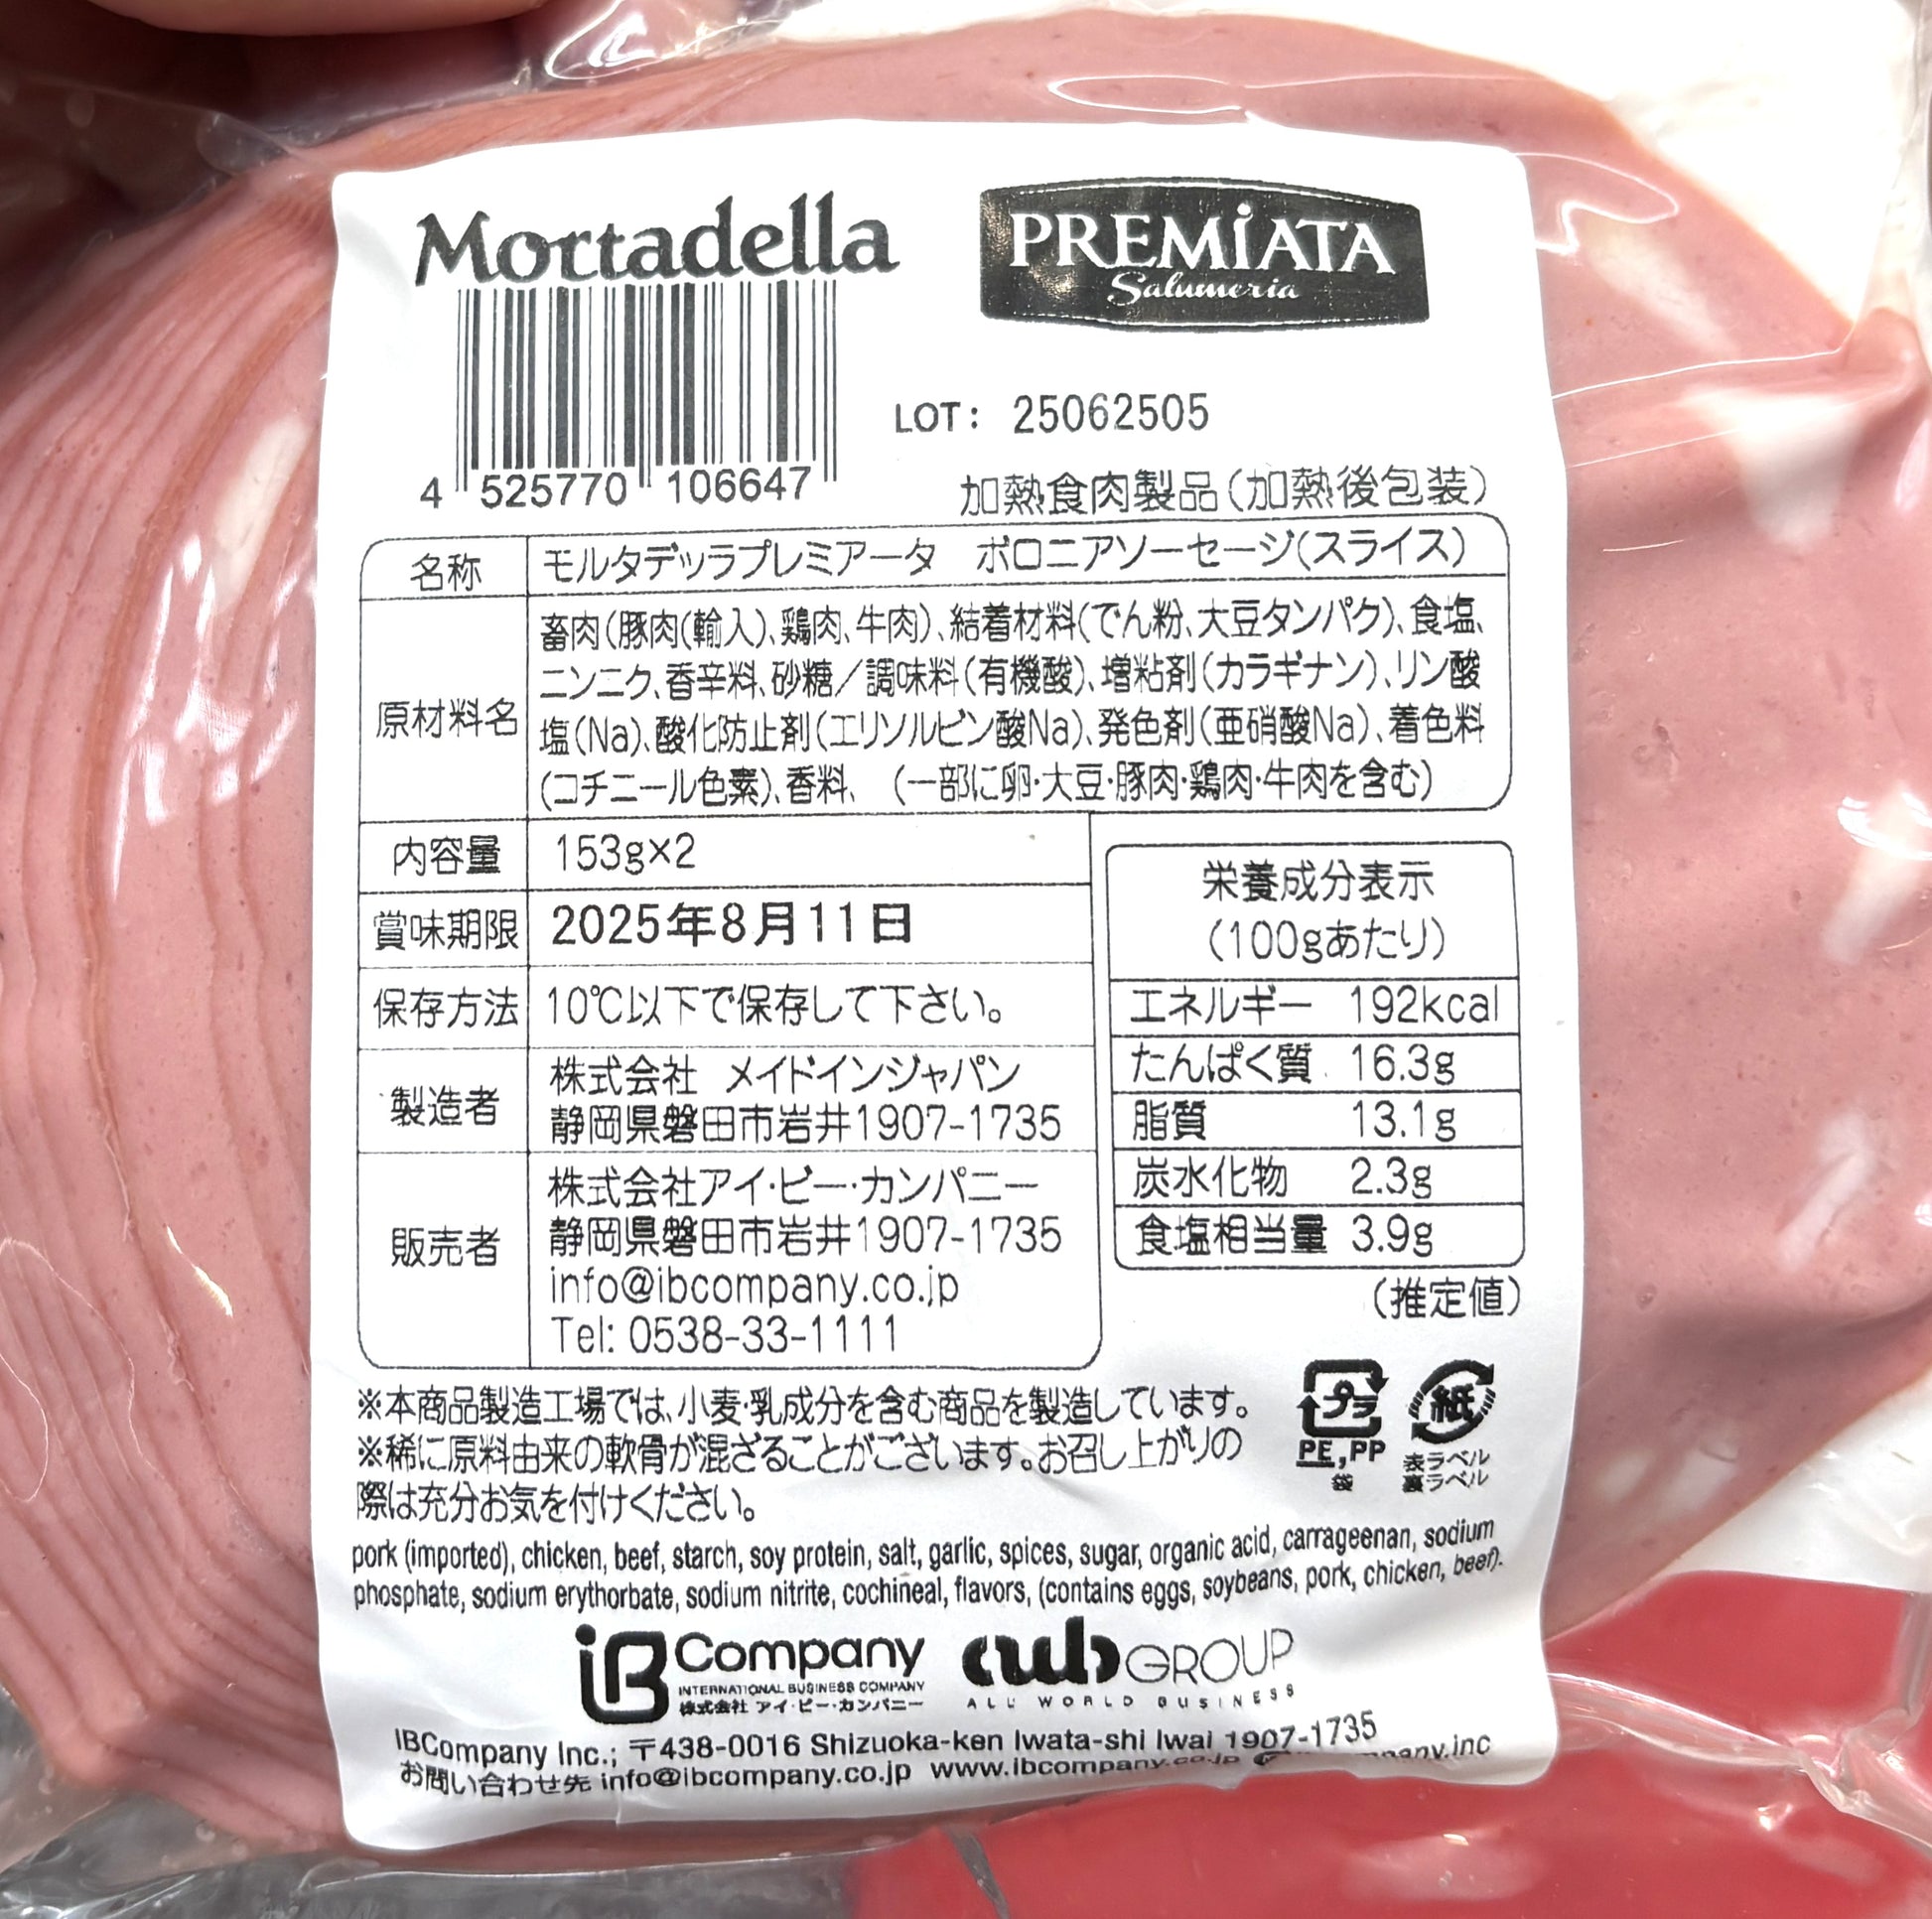 Mortadella
PREMiATA
Salumeria
4 525770 106647
LOT: 25062505
加熱食肉製品(加熱後包装)
名称 モルタデッラプレミアータ ボロニアソーセージ(スライス)
原材料名
畜肉(豚肉(輸入)、鶏肉、牛肉)、結着材料(でん粉、大豆タンパク)、食塩、
ニンニク、香辛料、砂糖/調味料(有機酸)、増粘剤(カラギナン)、リン酸
塩(Na)、酸化防止剤(エリソルビン酸Na)、発色剤(亜硝酸Na)、着色料
(コチニール色素)、香料、 (一部に卵・大豆・豚肉・鶏肉・牛肉を含む)
内容量 153g×2
賞味期限 2025年8月11日
保存方法 10℃以下で保存して下さい。
製造者
株式会社 メイドインジャパン
静岡県磐田市岩井1907-1735
販売者
株式会社アイ・ビー・カンパニー
静岡県磐田市岩井1907-1735
info@ibcompany.co.jp
Tel: 0538-33-1111
栄養成分表示
(100gあたり)
エネルギー 192kcal
たんぱく質 16.3g
脂質 13.1g
炭水化物 2.3g
食塩相当量 3.9g
(推定値)
※本商品製造工場では、小麦・乳成分を含む商品を製造しています。
※稀に原料由来の軟骨が混ざることがございます。お召し上がりの
際は充分お気を付けください。
プラ
PE,PP
袋
紙
表ラベル
裏ラベル
pork (imported), chicken, beef, starch, soy protein, salt, garlic, spices, sugar, organic acid, carrageenan, sodium
phosphate, sodium erythorbate, sodium nitrite, cochineal, flavors, (contains eggs, soybeans, pork, chicken, beef).
iB Company
INTERNATIONAL BUSINESS COMPANY
株式会社 アイ・ビー・カンパニー
awb GROUP
ALL WORLD BUSINESS
IBCompany Inc.; 〒438-0016 Shizuoka-ken Iwata-shi Iwai 1907-1735
お問い合わせ先 info@ibcompany.co.jp www.ibcompany.co.jp